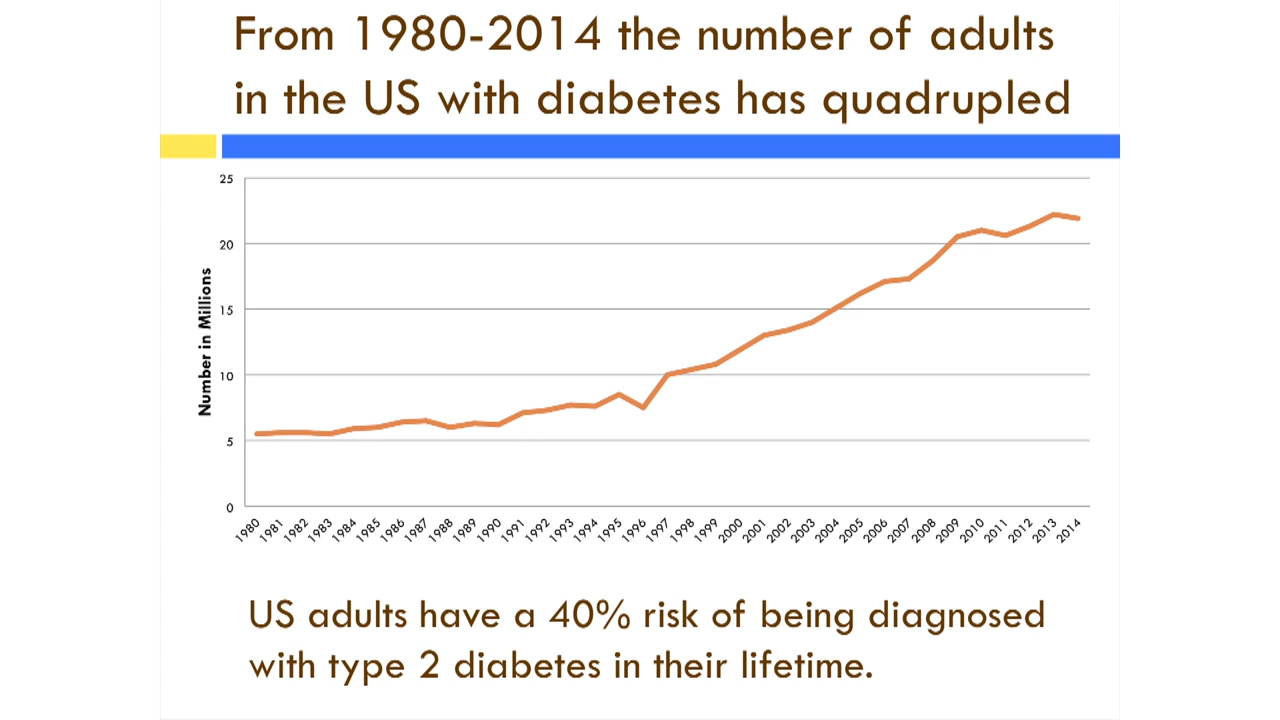 From 1980-2014 the number of adults
in the US with diabetes has quadrupled
25
20
15
10
5
0
Number in Millions
1980 1981 1982 1983 1984 1985 1986 1987 1988 1989 1990 1991 1992 1993 1994 1995 1996 1997 1998 1999 2000 2001 2002 2003 2004 2005 2006 2007 2008 2009 2010 2011 2012 2013 2014
US adults have a 40% risk of being diagnosed
with type 2 diabetes in their lifetime.